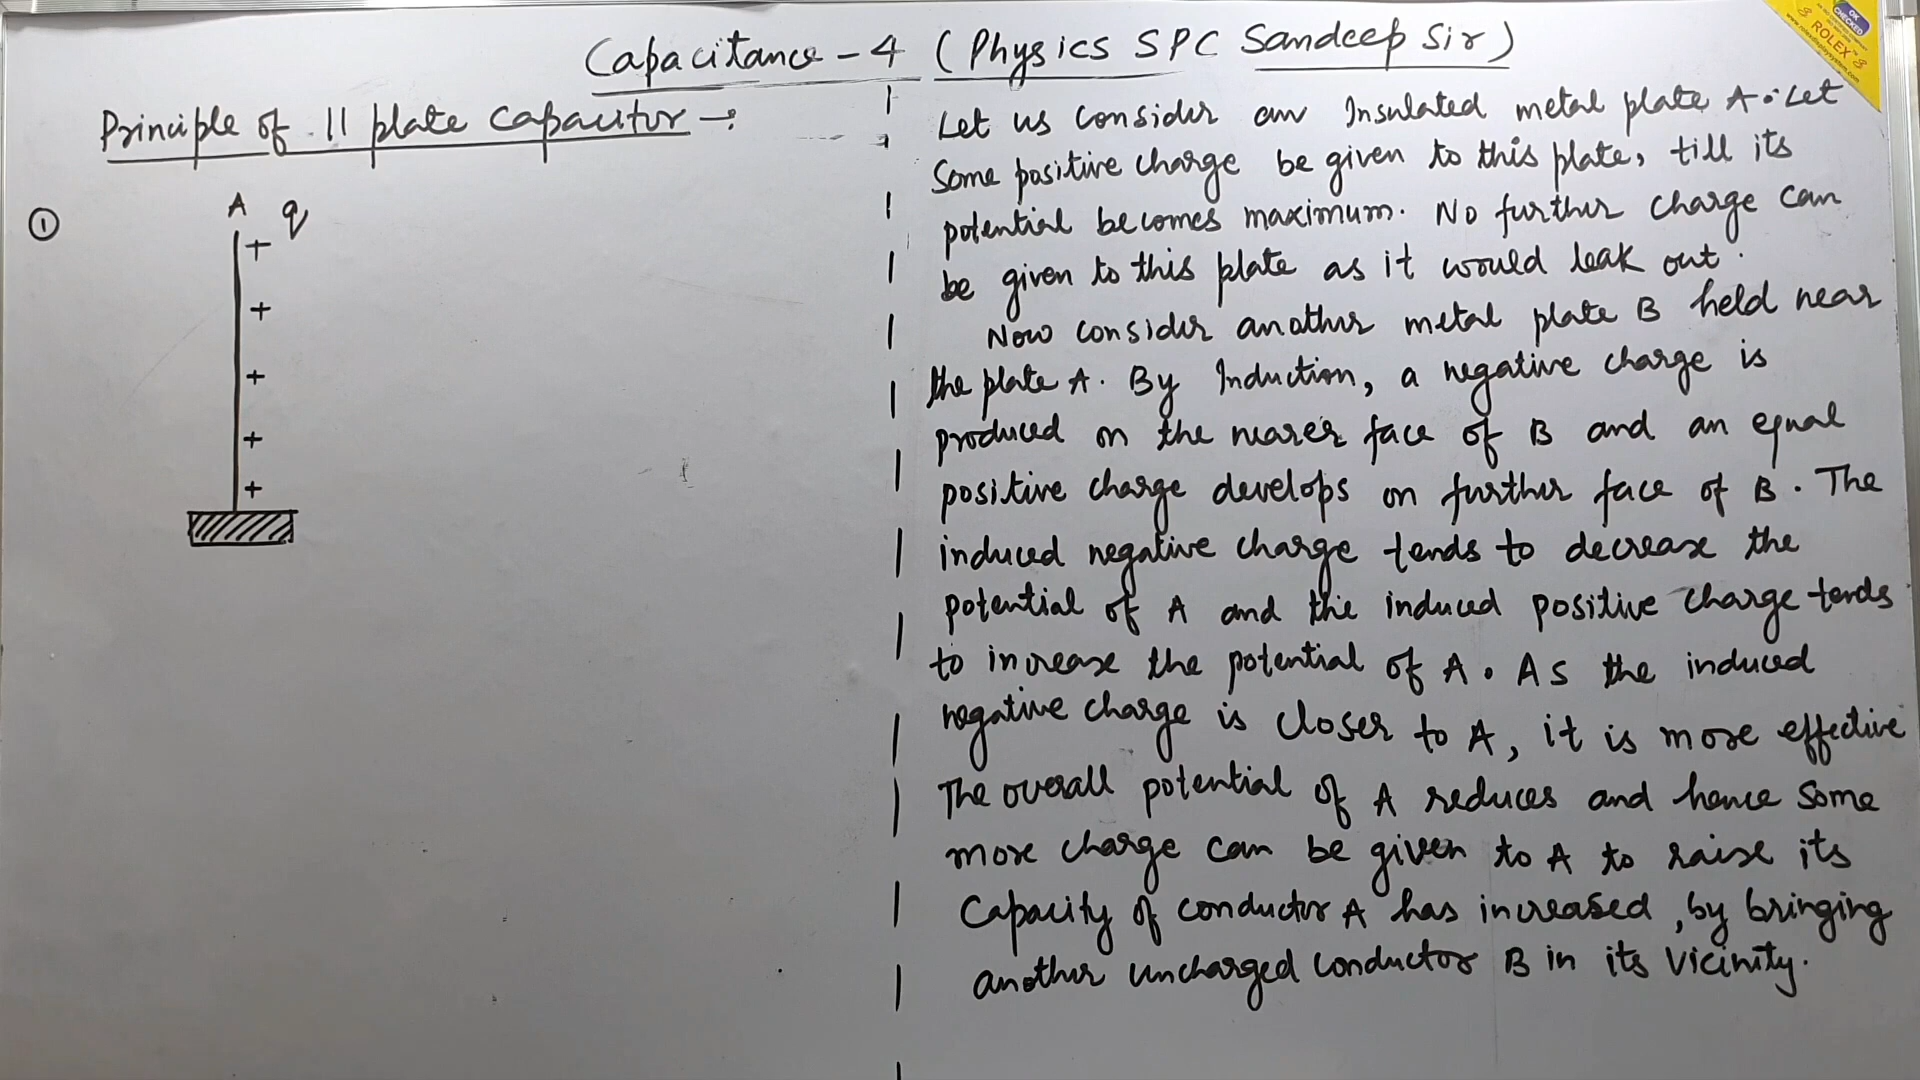 Capacitance - 4 (Physics SPC Sandeep Sir)
Principle of || plate capacitor →:
①
A q
+
+
+
+
+
Let us consider an Insulated metal plate A. Let
Some positive charge be given to this plate, till its
potential becomes maximum. No further charge can
be given to this plate as it would leak out.
Now consider another metal plate B held near
the plate A. By Induction, a negative charge is
produced on the nearer face of B and an equal
positive charge develops on further face of B. The
induced negative charge tends to decrease the
potential of A and the induced positive charge tends
to increase the potential of A. As the induced
negative charge is closer to A, it is more effective
The overall potential of A reduces and hence some
more charge can be given to A to raise its
Capacity of conductor A has increased, by bringing
another uncharged conductor B in its vicinity.
OK
CHECKED
ROLEX